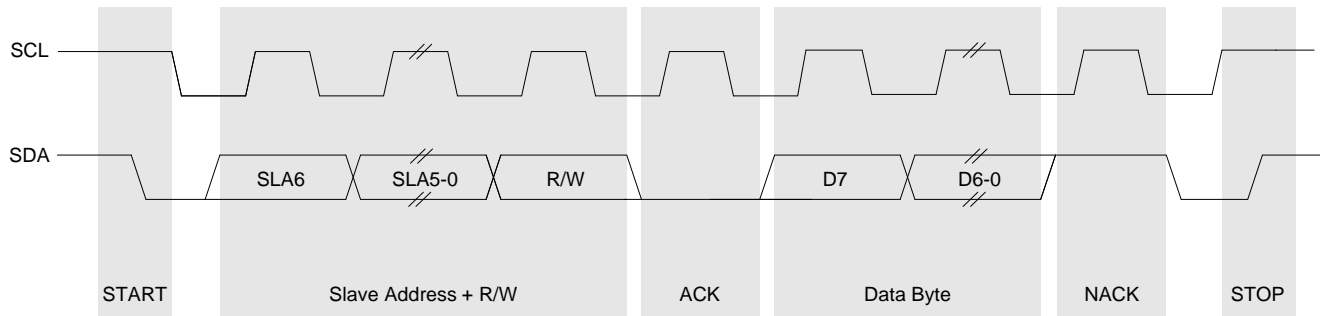 SCL
SDA
SLA6 SLA5-0 R/W D7 D6-0
START Slave Address + R/W ACK Data Byte NACK STOP